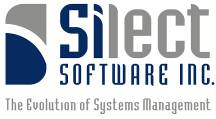 Silect
SOFTWARE INC.
The Evolution of Systems Management